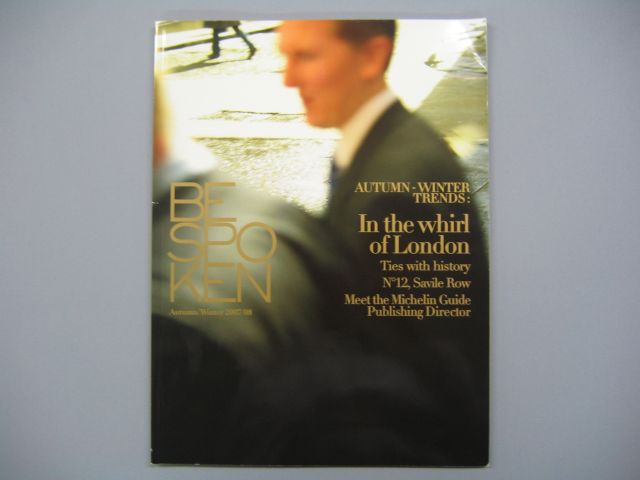 BE
SPO
KEN
Autumn/Winter 2007/08
AUTUMN - WINTER
TRENDS :
In the whirl
of London
Ties with history
N°12, Savile Row
Meet the Michelin Guide
Publishing Director